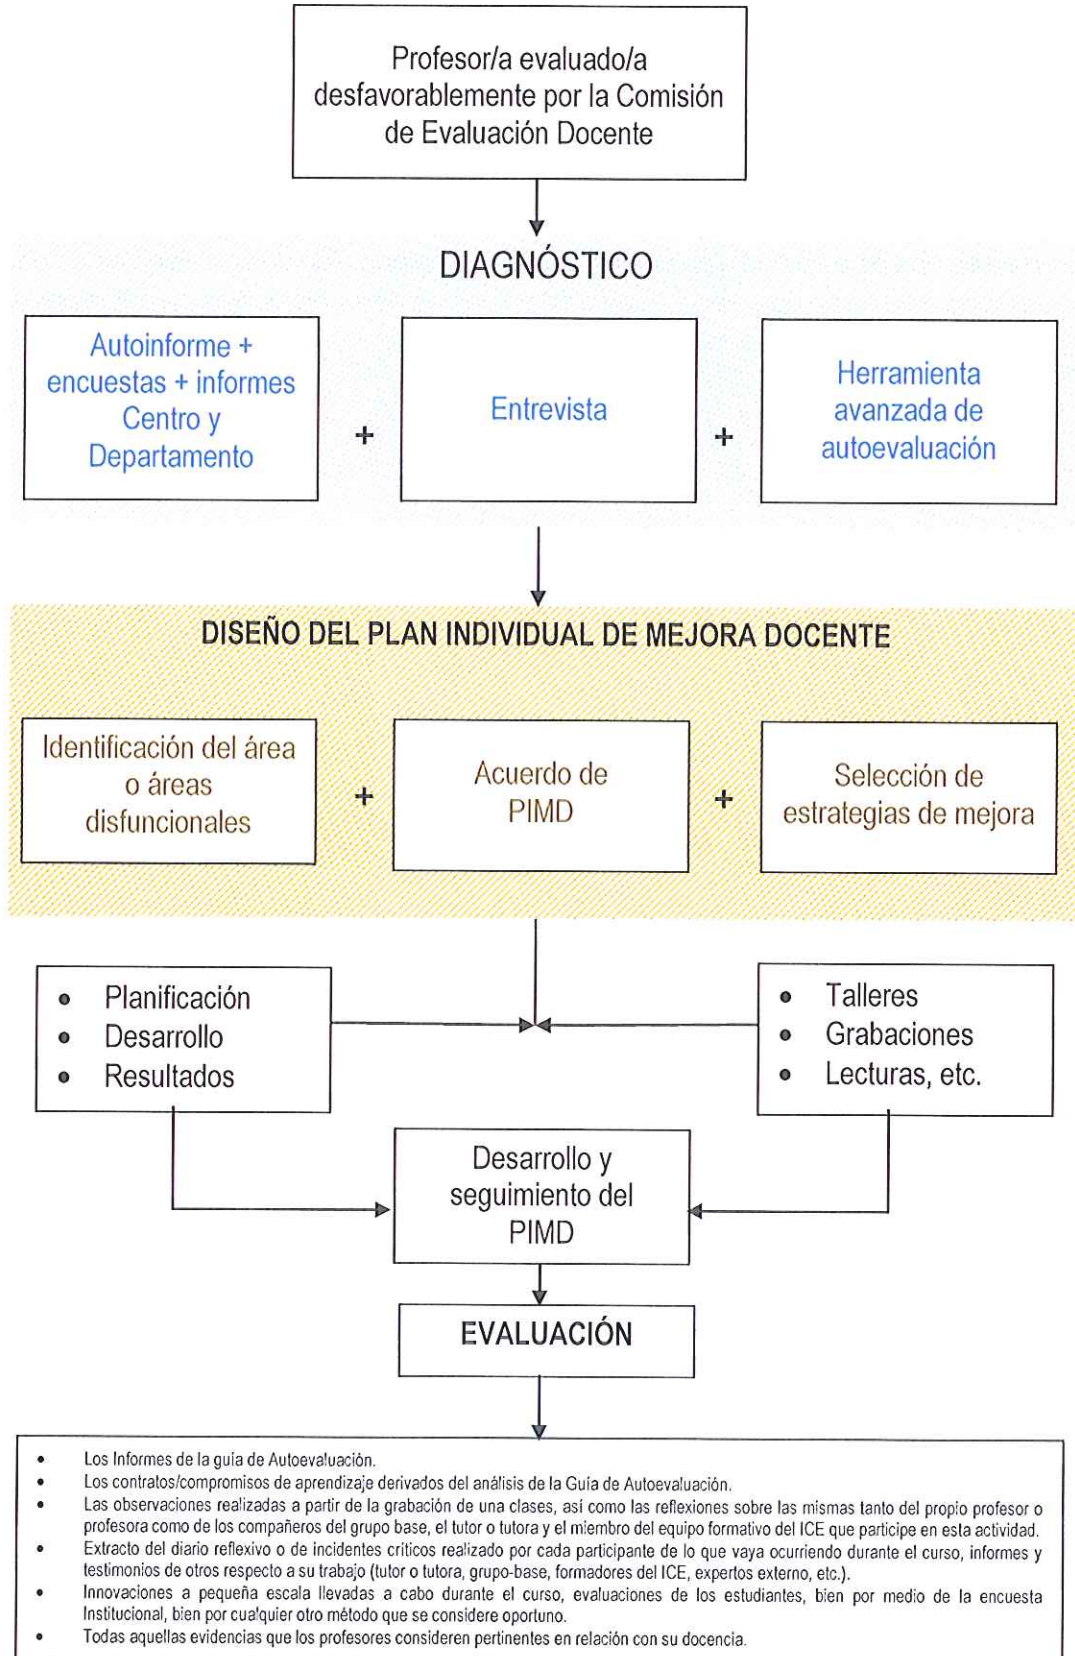 Profesor/a evaluado/a
desfavorablemente por la Comisión
de Evaluación Docente
DIAGNÓSTICO
Autoinforme +
encuestas + informes
Centro y
Departamento
+
Entrevista
+
Herramienta
avanzada de
autoevaluación
DISEÑO DEL PLAN INDIVIDUAL DE MEJORA DOCENTE
Identificación del área
o áreas
disfuncionales
+
Acuerdo de
PIMD
+
Selección de
estrategias de mejora
• Planificación
• Desarrollo
• Resultados
• Talleres
• Grabaciones
• Lecturas, etc.
Desarrollo y
seguimiento del
PIMD
EVALUACIÓN
• Los Informes de la guía de Autoevaluación.
• Los contratos/compromisos de aprendizaje derivados del análisis de la Guía de Autoevaluación.
• Las observaciones realizadas a partir de la grabación de una clases, así como las reflexiones sobre las mismas tanto del propio profesor o
profesora como de los compañeros del grupo base, el tutor o tutora y el miembro del equipo formativo del ICE que participe en esta actividad.
• Extracto del diario reflexivo o de incidentes críticos realizado por cada participante de lo que vaya ocurriendo durante el curso, informes y
testimonios de otros respecto a su trabajo (tutor o tutora, grupo-base, formadores del ICE, expertos externo, etc.).
• Innovaciones a pequeña escala llevadas a cabo durante el curso, evaluaciones de los estudiantes, bien por medio de la encuesta
Institucional, bien por cualquier otro método que se considere oportuno.
• Todas aquellas evidencias que los profesores consideren pertinentes en relación con su docencia.